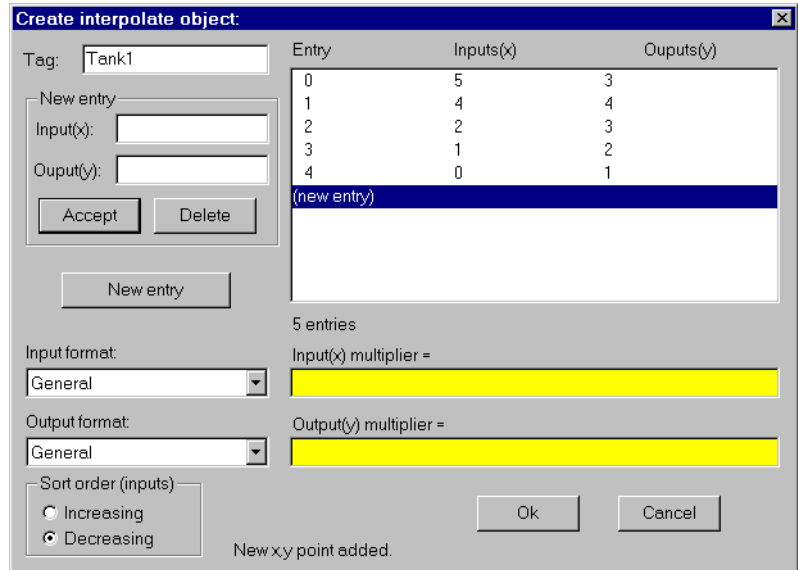 Create interpolate object:
Tag: Tank1
New entry
Input(x):
Ouput(y):
Accept Delete
New entry
Entry Inputs(x) Ouputs(y)
0 5 3
1 4 4
2 2 3
3 1 2
4 0 1
(new entry)
5 entries
Input format:
General
Input(x) multiplier =
Output format:
General
Output(y) multiplier =
Sort order (inputs)
Increasing
Decreasing
New x,y point added.
Ok Cancel